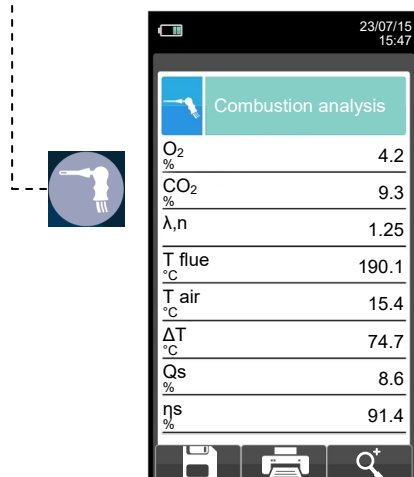 23/07/15
15:47
Combustion analysis
O₂
% 4.2
CO₂
% 9.3
λ,n 1.25
T flue
°C 190.1
T air
°C 15.4
ΔT
°C 74.7
Qs
% 8.6
ηs
% 91.4